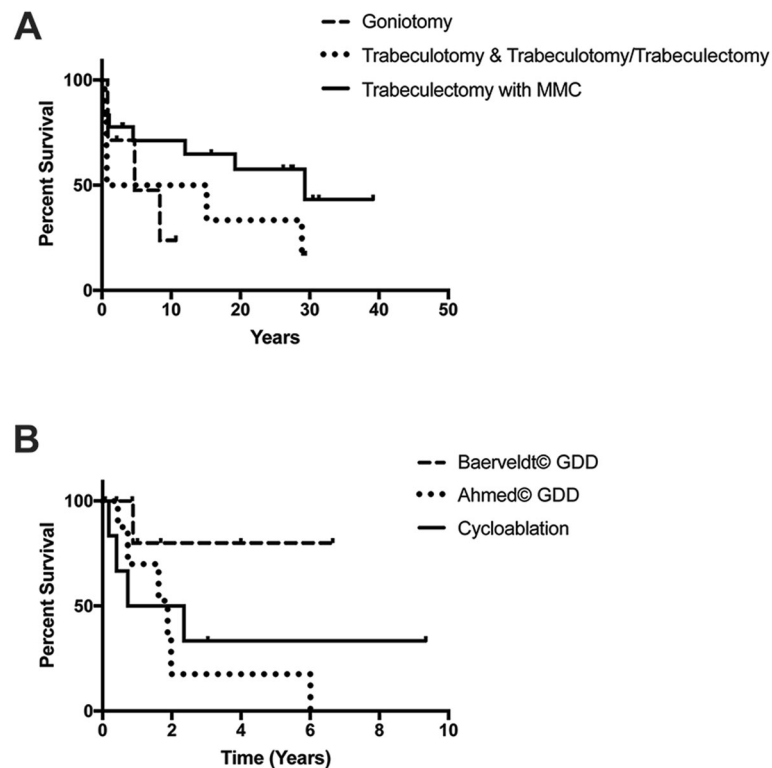 A
Goniotomy
Trabeculotomy & Trabeculotomy/Trabeculectomy
Trabeculectomy with MMC
Percent Survival
100
50
0
0 10 20 30 40 50
Years
B
Baerveldt© GDD
Ahmed© GDD
Cycloablation
Percent Survival
100
50
0
0 2 4 6 8 10
Time (Years)